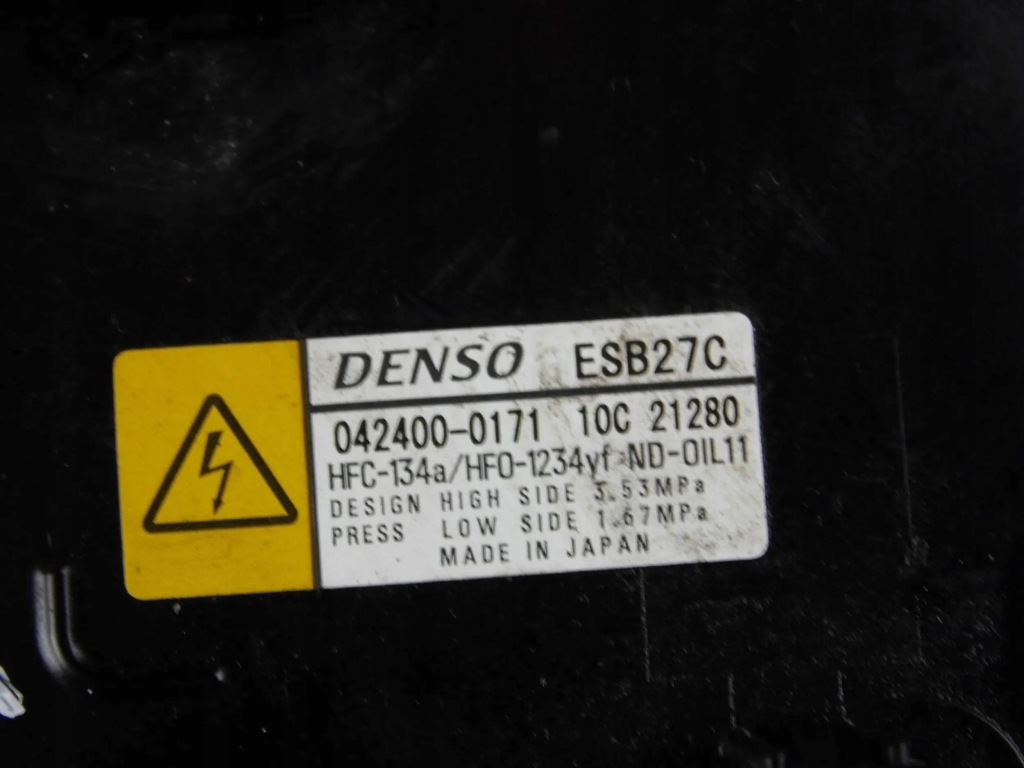 DENSO ESB27C
042400-0171 10C 21280
HFC-134a/HFO-1234yf ND-OIL11
DESIGN HIGH SIDE 3.53MPa
PRESS LOW SIDE 1.67MPa
MADE IN JAPAN